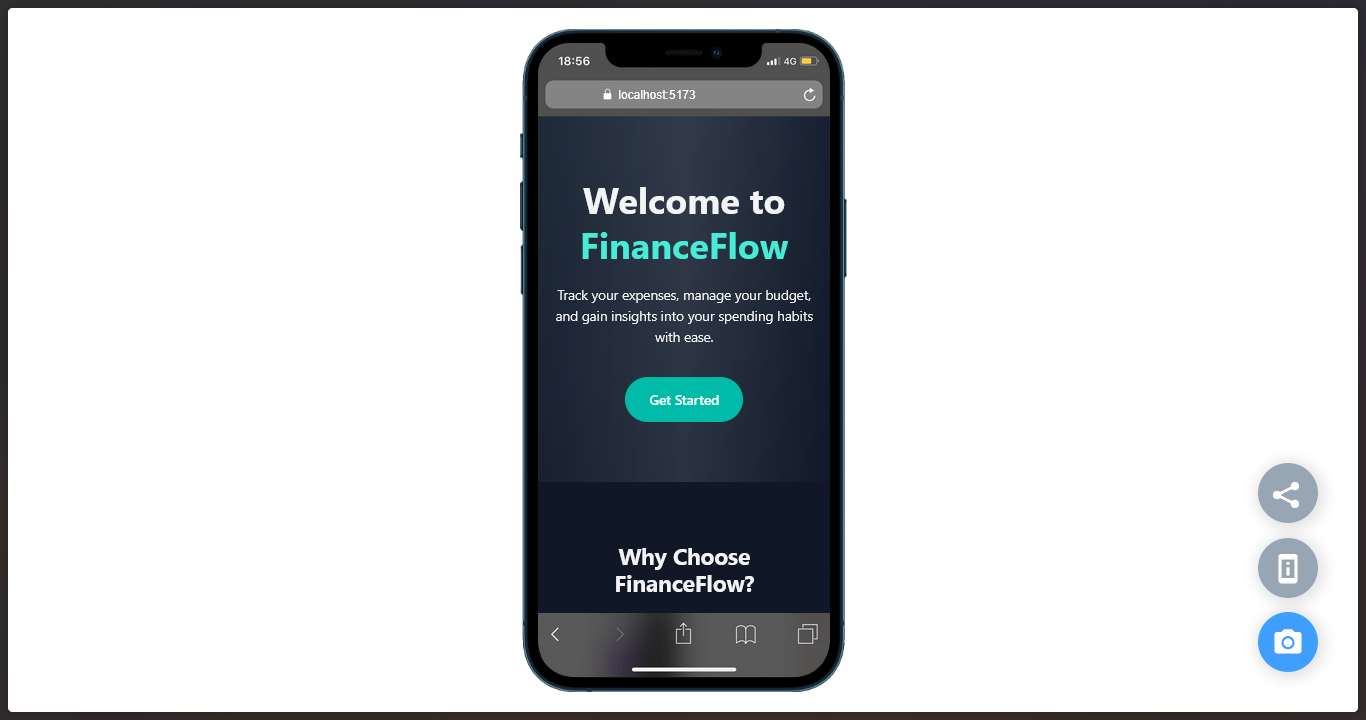 18:56
4G
localhost:5173
Welcome to
FinanceFlow
Track your expenses, manage your budget,
and gain insights into your spending habits
with ease.
Get Started
Why Choose
FinanceFlow?